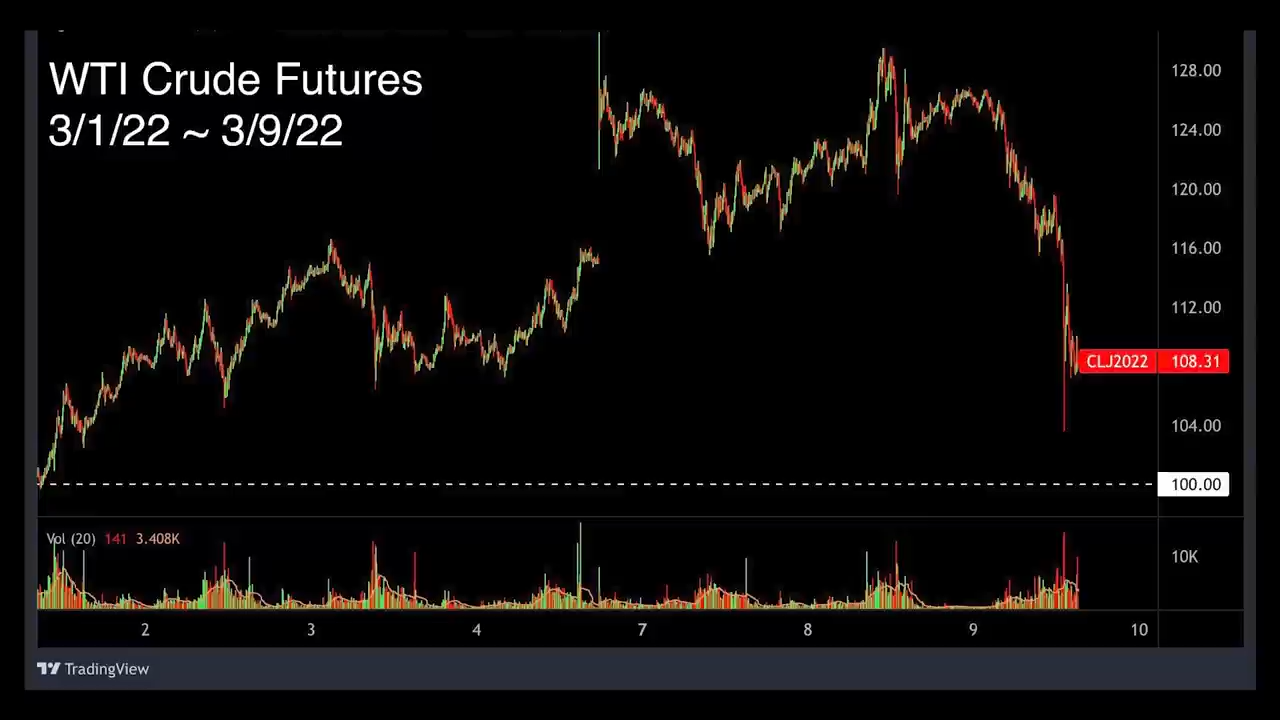 WTI Crude Futures
3/1/22 ~ 3/9/22
128.00
124.00
120.00
116.00
112.00
CLJ2022 108.31
104.00
100.00
Vol (20) 141 3.408K
10K
2 3 4 7 8 9 10
TradingView